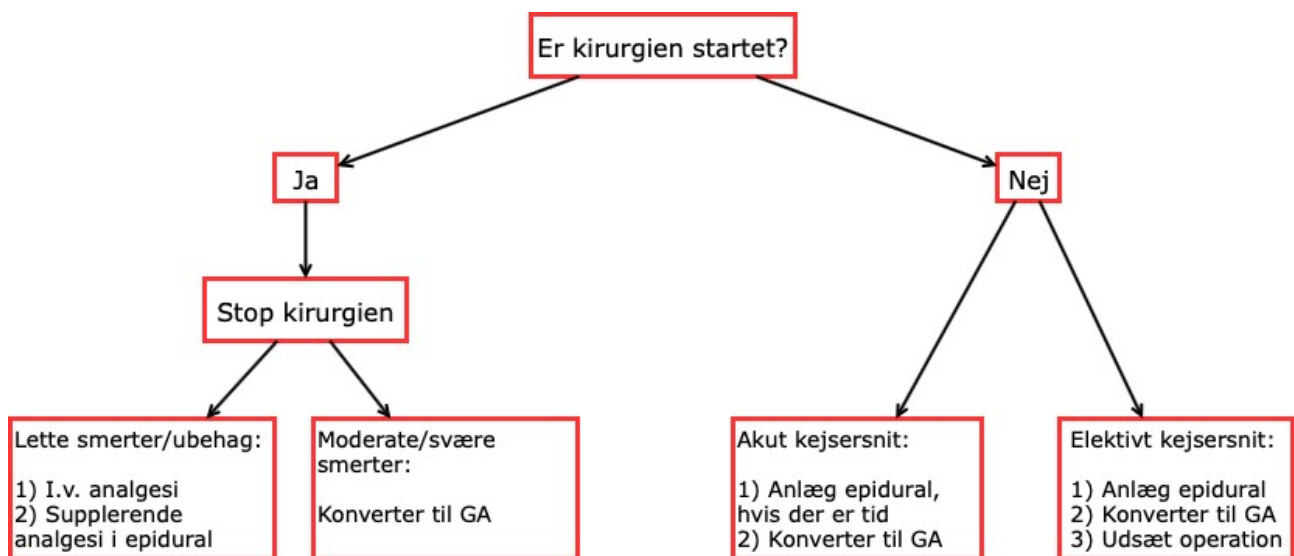 Er kirurgien startet?
Ja
Nej
Stop kirurgien
Lette smerter/ubehag:
1) I.v. analgesi
2) Supplerende
analgesi i epidural
Moderate/svære
smerter:
Konverter til GA
Akut kejsersnit:
1) Anlæg epidural,
hvis der er tid
2) Konverter til GA
Elektivt kejsersnit:
1) Anlæg epidural
2) Konverter til GA
3) Udsæt operation